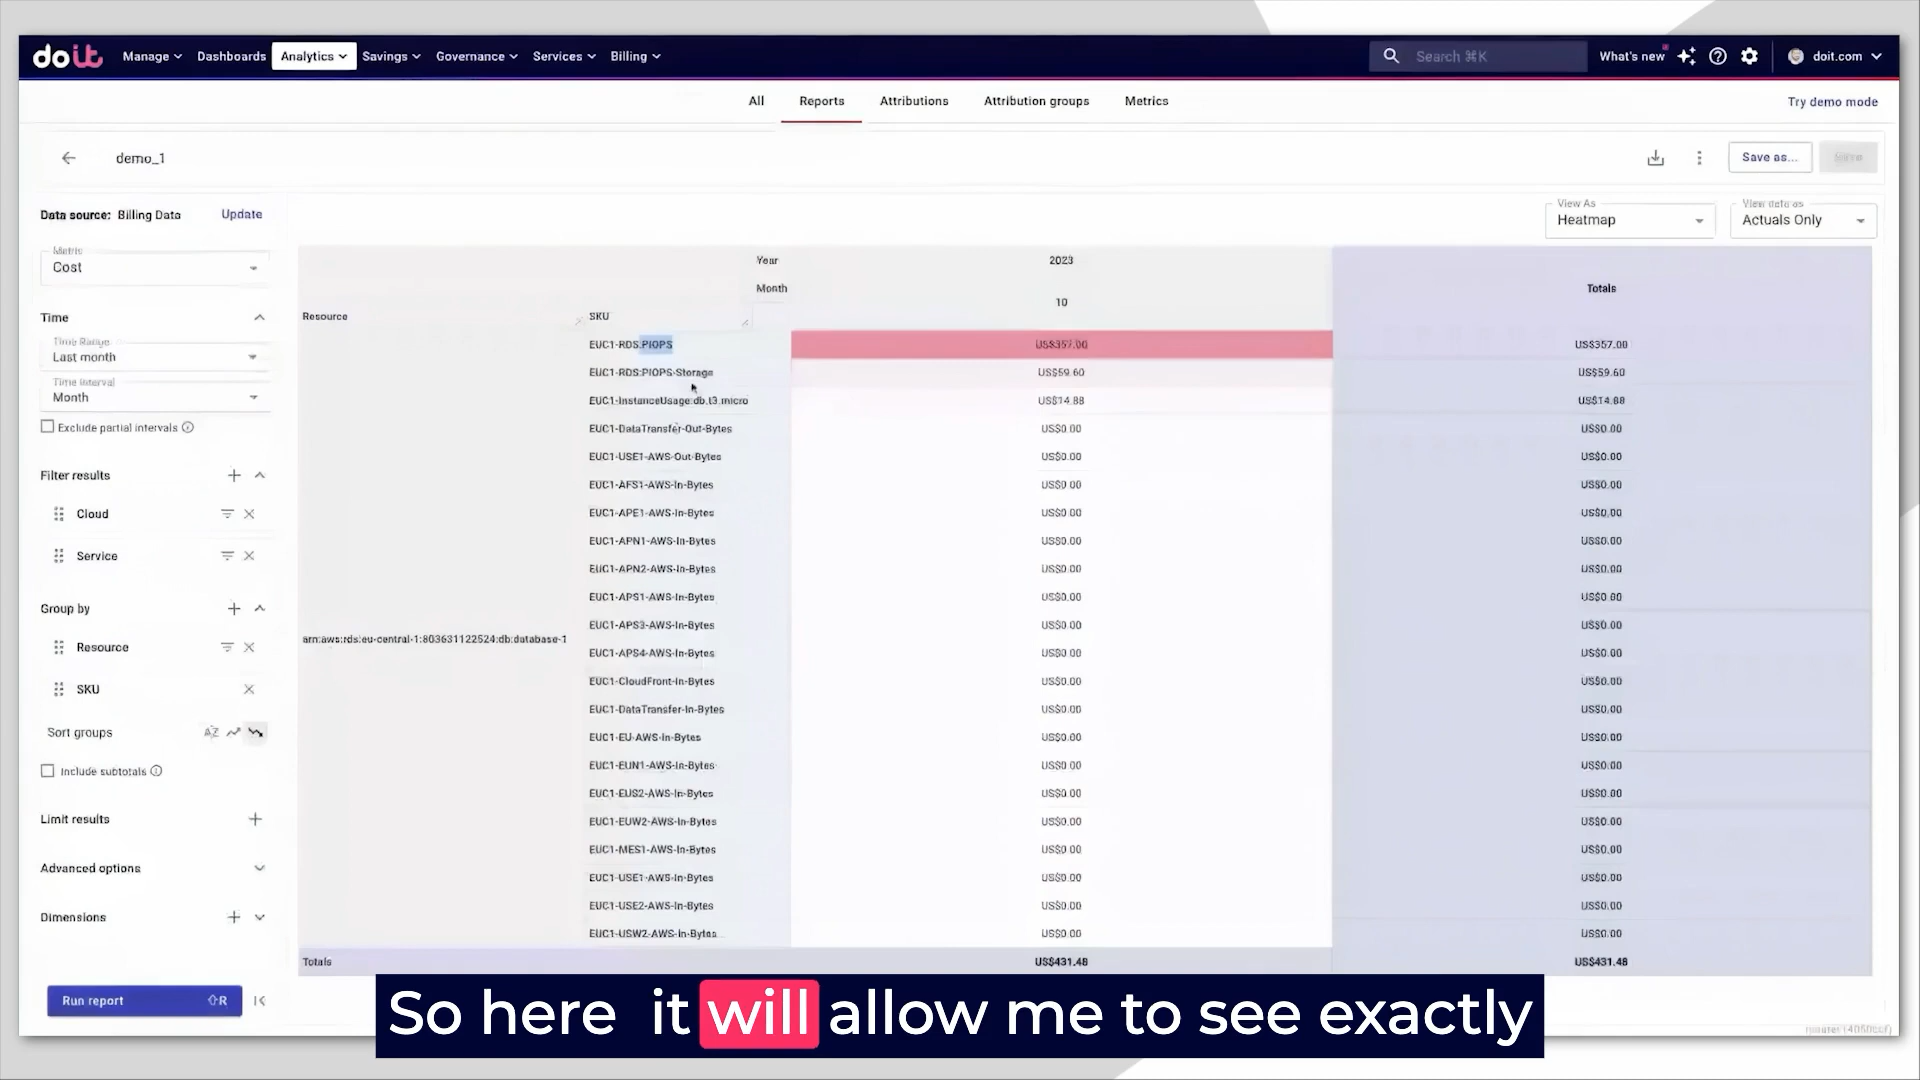 doit Manage Dashboards Analytics Savings Governance Services Billing Search ⌘K What's new doit.com
All Reports Attributions Attribution groups Metrics Try demo mode
demo_1 Save as...
Data source: Billing Data Update
View As
Heatmap
View data as
Actuals Only
Metric
Cost
Time
Time Range
Last month
Time Interval
Month
Exclude partial intervals
Filter results
Cloud
Service
Group by
Resource
SKU
Sort groups AZ
Include subtotals
Limit results
Advanced options
Dimensions
Run report ⇧R
Year 2023
Month 10 Totals
Resource SKU
arn:aws:rds:eu-central-1:803631122524:db:database-1
EUC1-RDS:PIOPS US$357.00 US$357.00
EUC1-RDS:PIOPS-Storage US$59.60 US$59.60
EUC1-InstanceUsage:db.t3.micro US$14.88 US$14.88
EUC1-DataTransfer-Out-Bytes US$0.00 US$0.00
EUC1-USE1-AWS-Out-Bytes US$0.00 US$0.00
EUC1-AFS1-AWS-In-Bytes US$0.00 US$0.00
EUC1-APE1-AWS-In-Bytes US$0.00 US$0.00
EUC1-APN1-AWS-In-Bytes US$0.00 US$0.00
EUC1-APN2-AWS-In-Bytes US$0.00 US$0.00
EUC1-APS1-AWS-In-Bytes US$0.00 US$0.00
EUC1-APS3-AWS-In-Bytes US$0.00 US$0.00
EUC1-APS4-AWS-In-Bytes US$0.00 US$0.00
EUC1-CloudFront-In-Bytes US$0.00 US$0.00
EUC1-DataTransfer-In-Bytes US$0.00 US$0.00
EUC1-EU-AWS-In-Bytes US$0.00 US$0.00
EUC1-EUN1-AWS-In-Bytes US$0.00 US$0.00
EUC1-EUS2-AWS-In-Bytes US$0.00 US$0.00
EUC1-EUW2-AWS-In-Bytes US$0.00 US$0.00
EUC1-MES1-AWS-In-Bytes US$0.00 US$0.00
EUC1-USE1-AWS-In-Bytes US$0.00 US$0.00
EUC1-USE2-AWS-In-Bytes US$0.00 US$0.00
EUC1-USW2-AWS-In-Bytes US$0.00 US$0.00
Totals US$431.48 US$431.48
So here it will allow me to see exactly